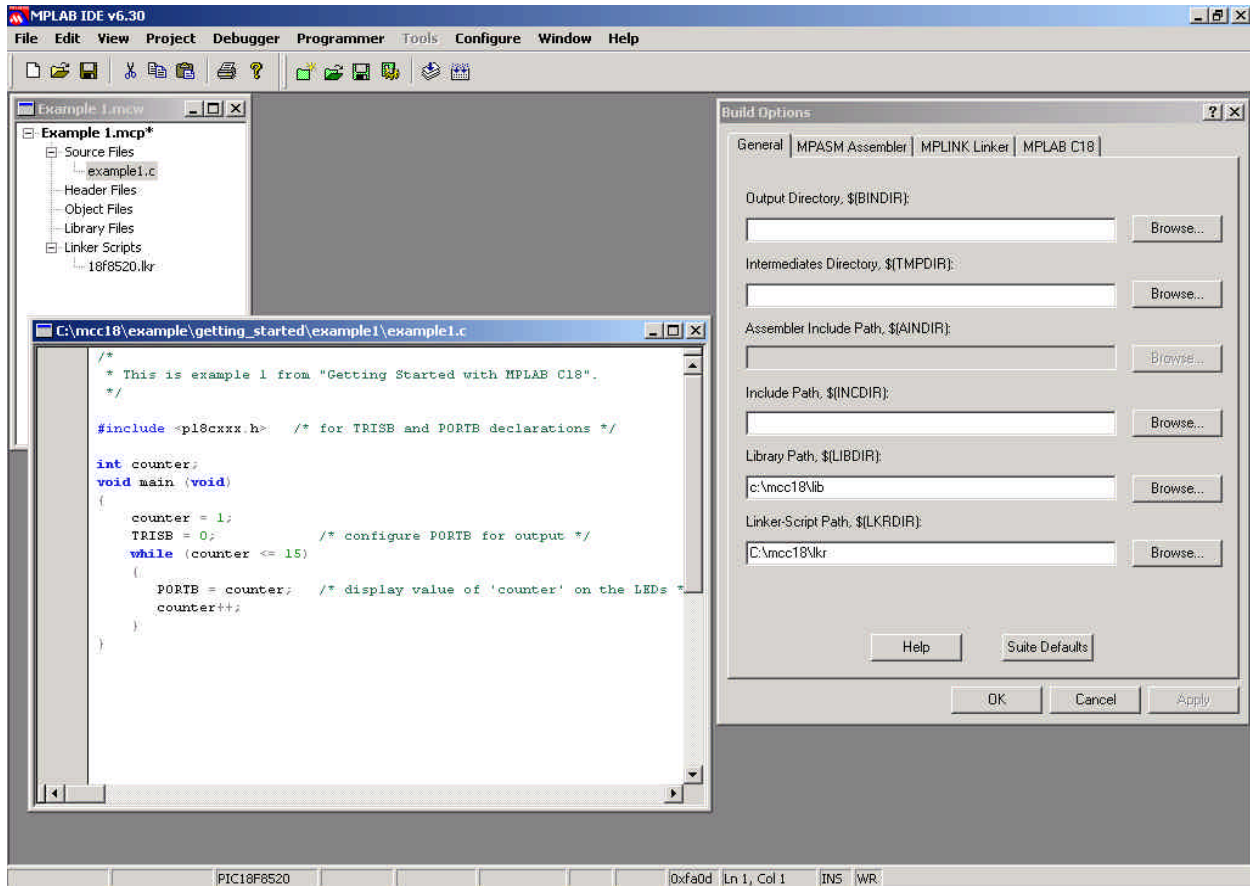 MPLAB IDE v6.30
File Edit View Project Debugger Programmer Tools Configure Window Help
Example 1.mcw
Example 1.mcp*
Source Files
example1.c
Header Files
Object Files
Library Files
Linker Scripts
18f8520.lkr
C:\mcc18\example\getting_started\example1\example1.c
/*
* This is example 1 from "Getting Started with MPLAB C18".
*/
#include <p18cxxx.h> /* for TRISB and PORTB declarations */
int counter;
void main (void)
{
counter = 1;
TRISB = 0; /* configure PORTB for output */
while (counter <= 15)
{
PORTB = counter; /* display value of 'counter' on the LEDs *
counter++;
}
}
Build Options
General MPASM Assembler MPLINK Linker MPLAB C18
Output Directory, $(BINDIR):
Browse...
Intermediates Directory, $(TMPDIR):
Browse...
Assembler Include Path, $(AINDIR):
Browse...
Include Path, $(INCDIR):
Browse...
Library Path, $(LIBDIR):
c:\mcc18\lib Browse...
Linker-Script Path, $(LKRDIR):
C:\mcc18\lkr Browse...
Help Suite Defaults
OK Cancel Apply
PIC18F8520 0xfa0d Ln 1, Col 1 INS WR